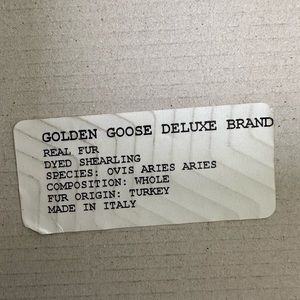 GOLDEN GOOSE DELUXE BRAND
REAL FUR
DYED SHEARLING
SPECIES: OVIS ARIES ARIES
COMPOSITION: WHOLE
FUR ORIGIN: TURKEY
MADE IN ITALY